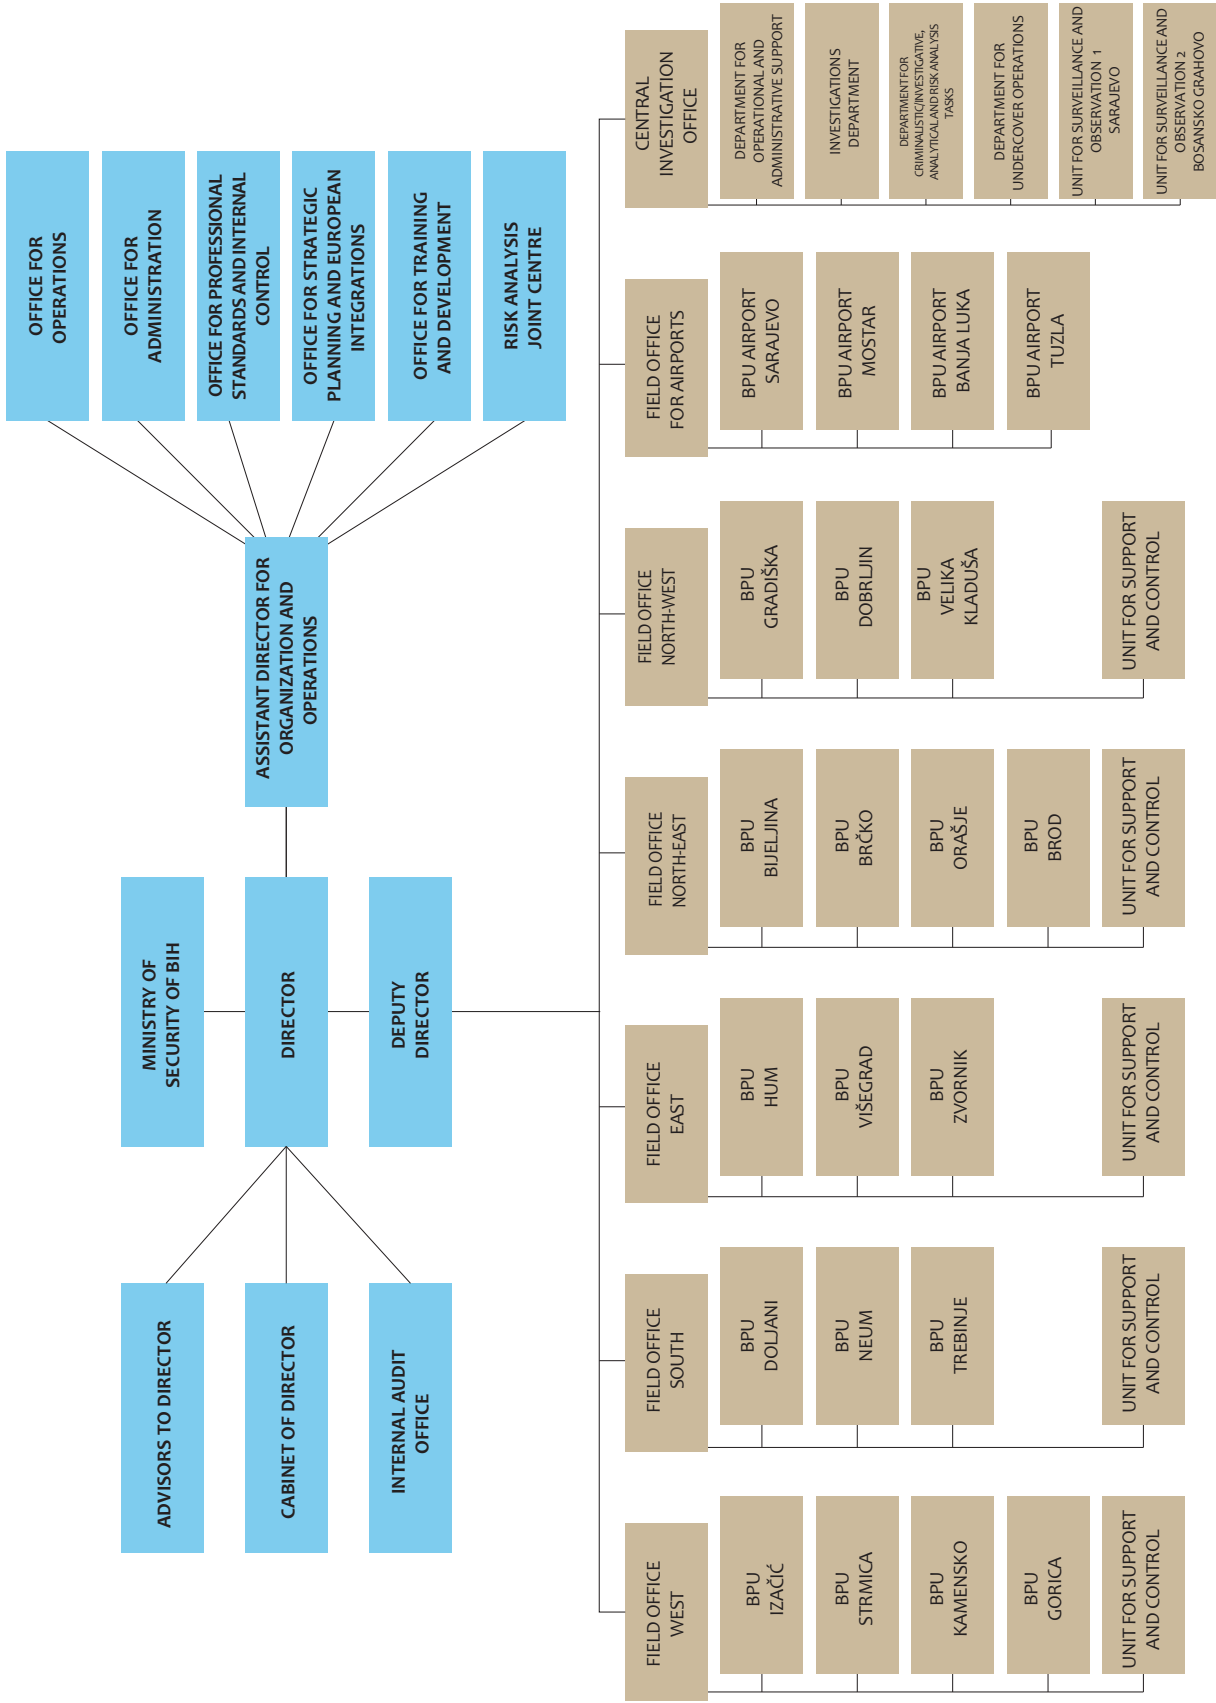 MINISTRY OF
SECURITY OF BIH
DIRECTOR
DEPUTY
DIRECTOR
ADVISORS TO DIRECTOR
CABINET OF DIRECTOR
INTERNAL AUDIT
OFFICE
ASSISTANT DIRECTOR FOR
ORGANIZATION AND
OPERATIONS
OFFICE FOR
OPERATIONS
OFFICE FOR
ADMINISTRATION
OFFICE FOR PROFESSIONAL
STANDARDS AND INTERNAL
CONTROL
OFFICE FOR STRATEGIC
PLANNING AND EUROPEAN
INTEGRATIONS
OFFICE FOR TRAINING
AND DEVELOPMENT
RISK ANALYSIS
JOINT CENTRE
FIELD OFFICE
WEST
BPU
IZAČIĆ
BPU
STRMICA
BPU
KAMENSKO
BPU
GORICA
UNIT FOR SUPPORT
AND CONTROL
FIELD OFFICE
SOUTH
BPU
DOLJANI
BPU
NEUM
BPU
TREBINJE
UNIT FOR SUPPORT
AND CONTROL
FIELD OFFICE
EAST
BPU
HUM
BPU
VIŠEGRAD
BPU
ZVORNIK
UNIT FOR SUPPORT
AND CONTROL
FIELD OFFICE
NORTH-EAST
BPU
BIJELJINA
BPU
BRČKO
BPU
ORAŠJE
BPU
BROD
UNIT FOR SUPPORT
AND CONTROL
FIELD OFFICE
NORTH-WEST
BPU
GRADIŠKA
BPU
DOBRLJIN
BPU
VELIKA
KLADUŠA
UNIT FOR SUPPORT
AND CONTROL
FIELD OFFICE
FOR AIRPORTS
BPU AIRPORT
SARAJEVO
BPU AIRPORT
MOSTAR
BPU AIRPORT
BANJA LUKA
BPU AIRPORT
TUZLA
CENTRAL
INVESTIGATION
OFFICE
DEPARTMENT FOR
OPERATIONAL AND
ADMINISTRATIVE SUPPORT
INVESTIGATIONS
DEPARTMENT
DEPARTMENT FOR
CRIMINALISTIC/INVESTIGATIVE,
ANALYTICAL AND RISK ANALYSIS
TASKS
DEPARTMENT FOR
UNDERCOVER OPERATIONS
UNIT FOR SURVEILLANCE AND
OBSERVATION 1
SARAJEVO
UNIT FOR SURVEILLANCE AND
OBSERVATION 2
BOSANSKO GRAHOVO